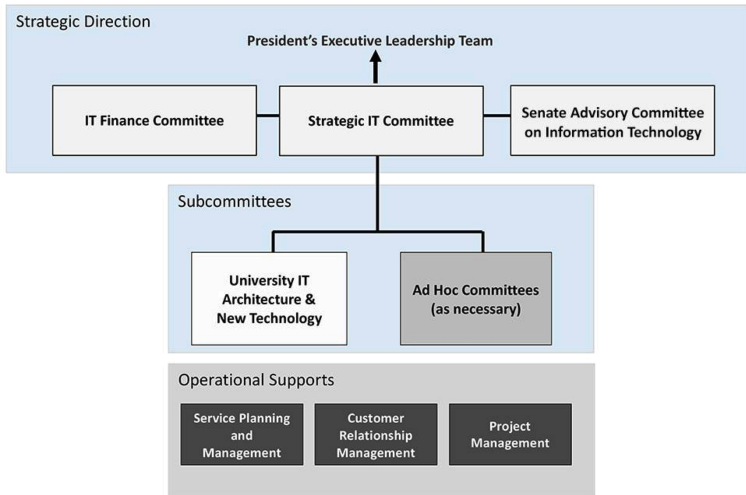 Strategic Direction
President's Executive Leadership Team
IT Finance Committee
Strategic IT Committee
Senate Advisory Committee
on Information Technology
Subcommittees
University IT
Architecture &
New Technology
Ad Hoc Committees
(as necessary)
Operational Supports
Service Planning
and
Management
Customer
Relationship
Management
Project
Management